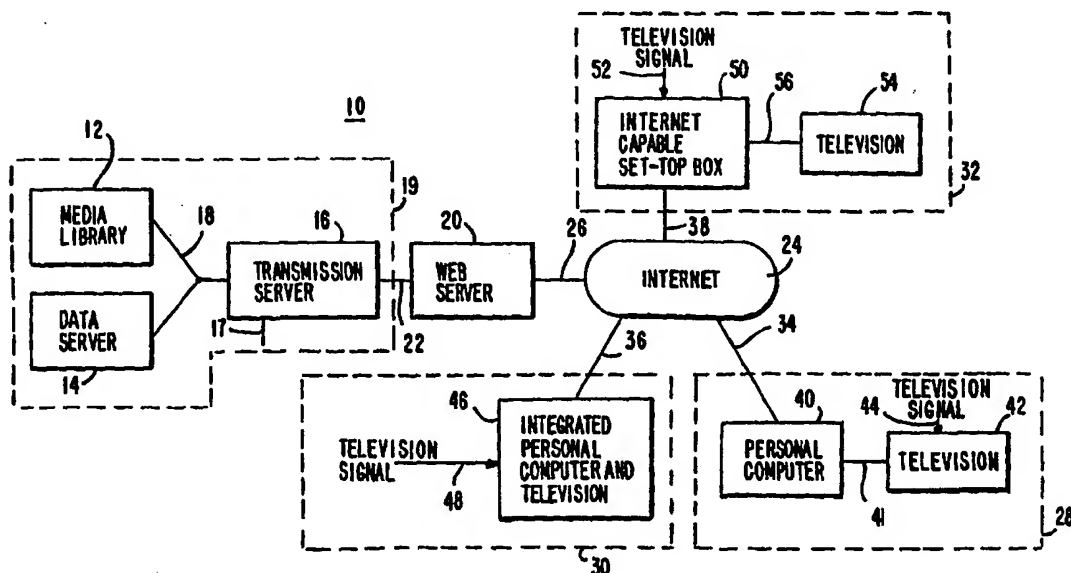 TELEVISION
SIGNAL
52
50
56
54
INTERNET
CAPABLE
SET-TOP BOX
TELEVISION
32
38
10
12
MEDIA
LIBRARY
18
19
16
TRANSMISSION
SERVER
17
DATA
SERVER
14
20
WEB
SERVER
22
26
INTERNET
24
36
34
46
TELEVISION
SIGNAL
48
INTEGRATED
PERSONAL
COMPUTER AND
TELEVISION
30
40
PERSONAL
COMPUTER
41
TELEVISION
SIGNAL
44
42
TELEVISION
28